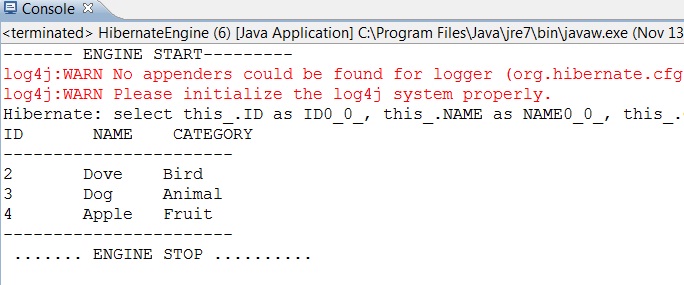 Console
<terminated> HibernateEngine (6) [Java Application] C:\Program Files\Java\jre7\bin\javaw.exe (Nov 13
------- ENGINE START---------
log4j:WARN No appenders could be found for logger (org.hibernate.cfg
log4j:WARN Please initialize the log4j system properly.
Hibernate: select this_.ID as ID0_0_, this_.NAME as NAME0_0_, this_.
ID       NAME    CATEGORY
-----------------------
2       Dove    Bird
3       Dog     Animal
4       Apple   Fruit
-----------------------
 ....... ENGINE STOP ..........